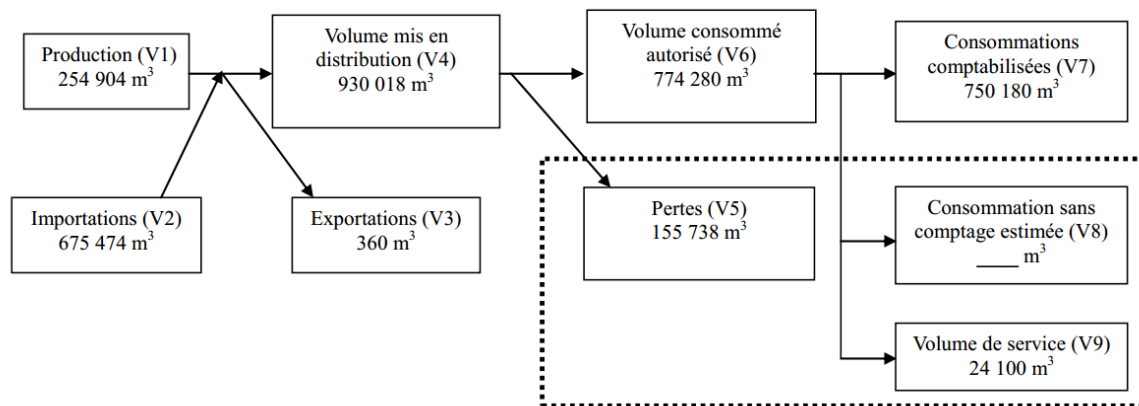 Production (V1)
254 904 m³
Volume mis en
distribution (V4)
930 018 m³
Volume consommé
autorisé (V6)
774 280 m³
Consommations
comptabilisées (V7)
750 180 m³
Importations (V2)
675 474 m³
Exportations (V3)
360 m³
Pertes (V5)
155 738 m³
Consommation sans
comptage estimée (V8)
____ m³
Volume de service (V9)
24 100 m³